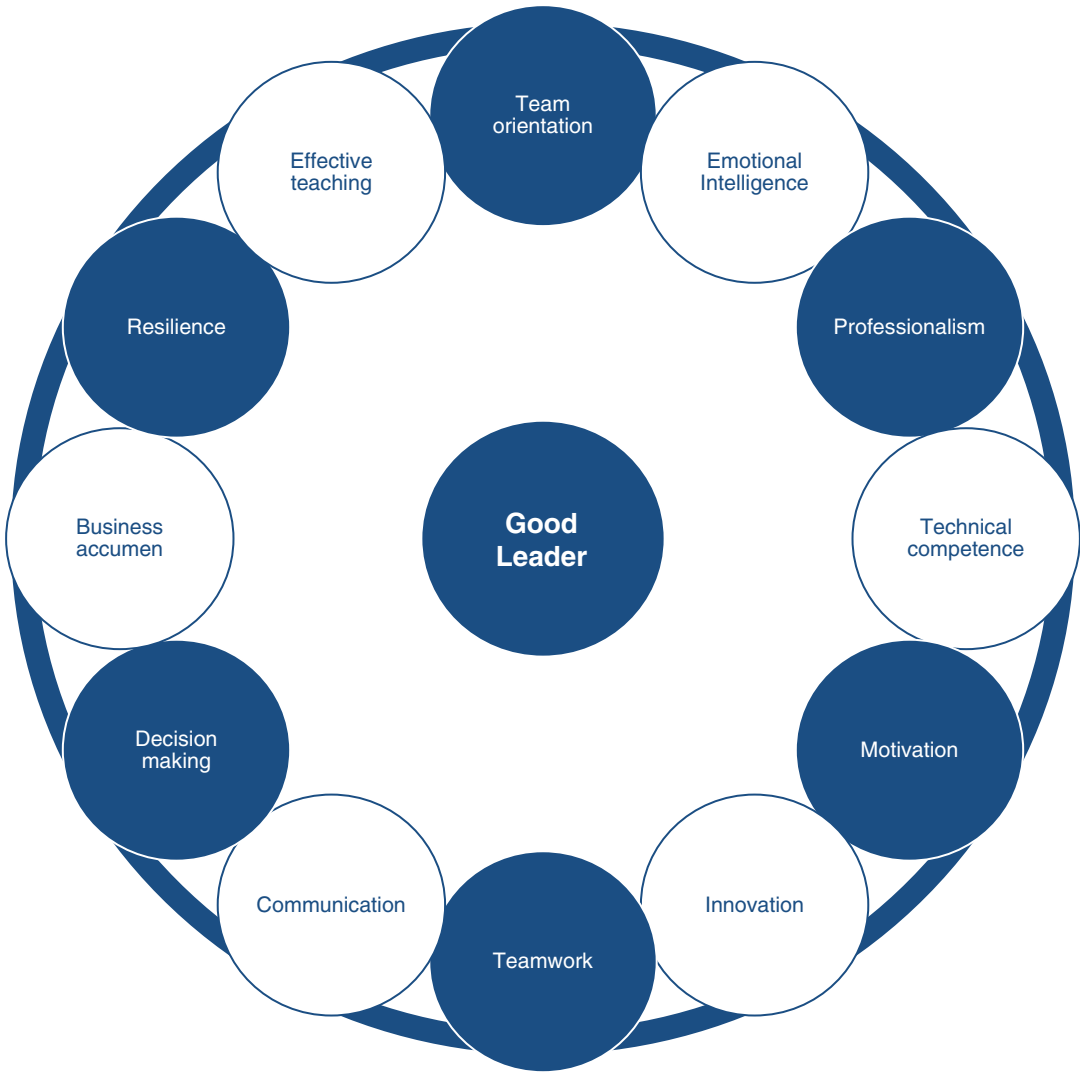 Team
orientation
Emotional
Intelligence
Professionalism
Technical
competence
Motivation
Innovation
Teamwork
Communication
Decision
making
Business
accumen
Resilience
Effective
teaching
Good
Leader